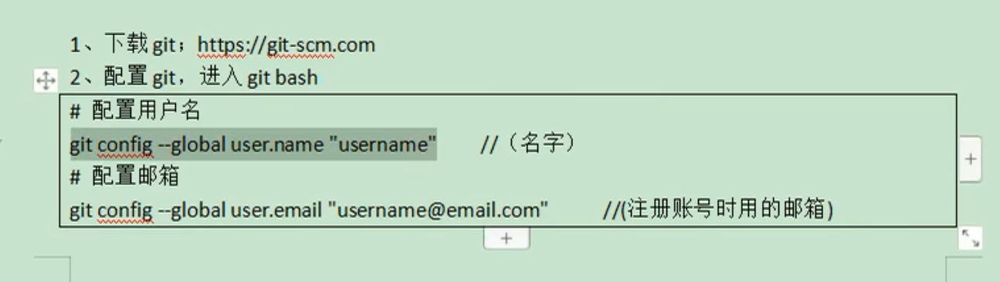 1、下载 git；https://git-scm.com
2、配置 git，进入 git bash
# 配置用户名
git config --global user.name "username" //（名字）
# 配置邮箱
git config --global user.email "username@email.com" //(注册账号时用的邮箱)